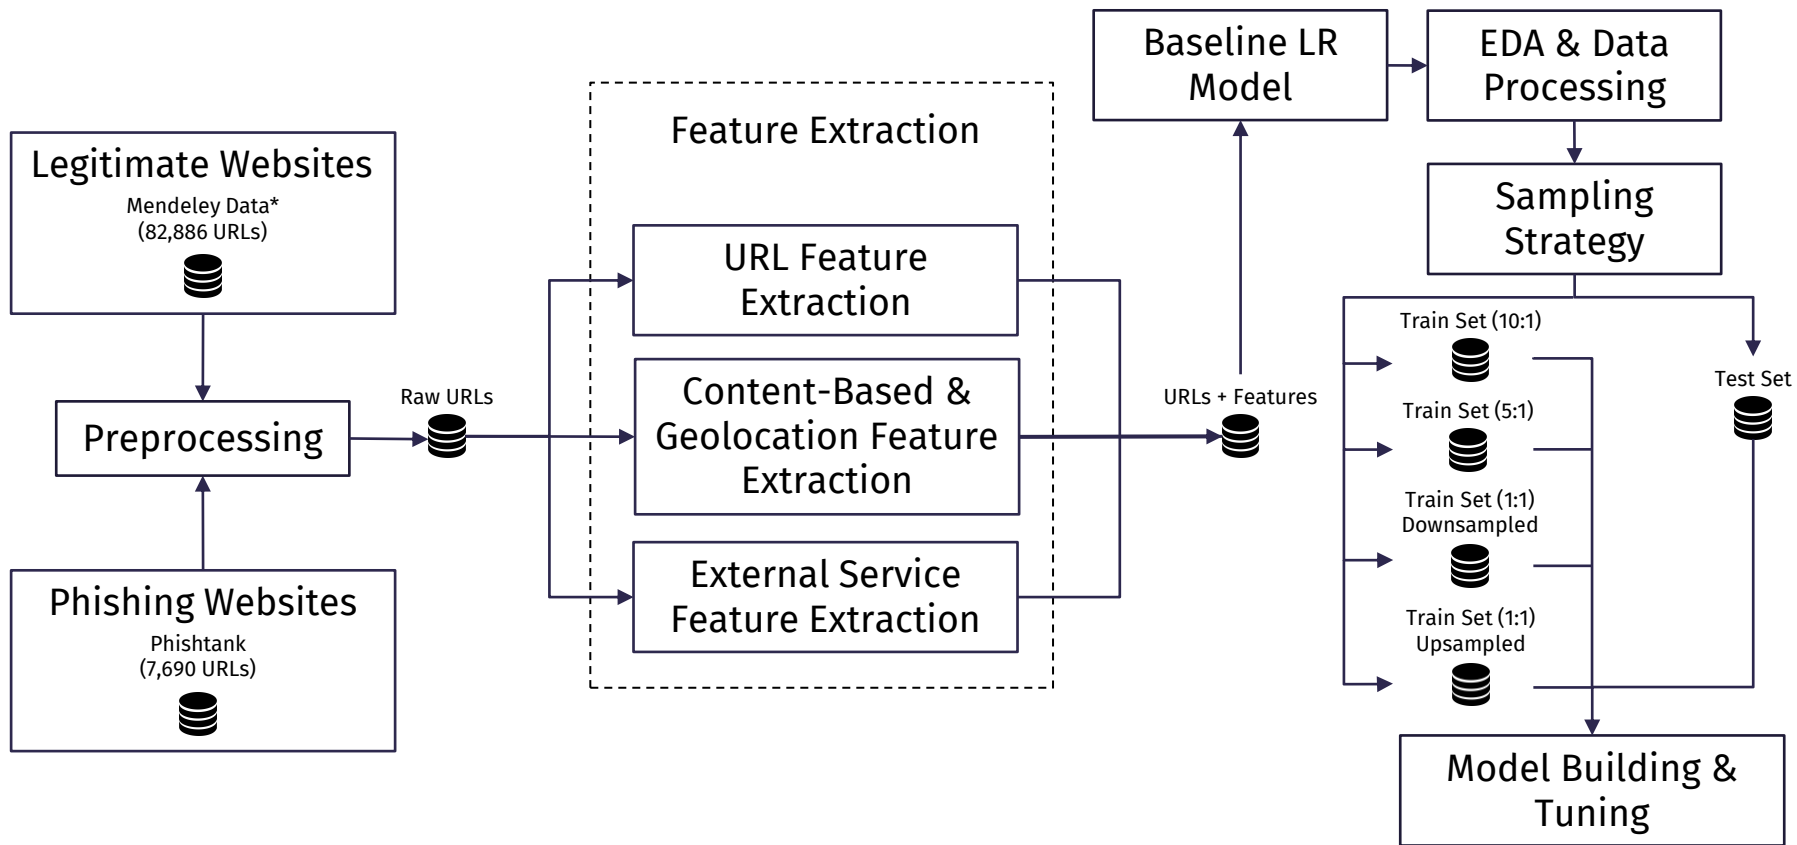 Legitimate Websites
Mendeley Data*
(82,886 URLs)
Preprocessing
Phishing Websites
Phishtank
(7,690 URLs)
Raw URLs
Feature Extraction
URL Feature
Extraction
Content-Based &
Geolocation Feature
Extraction
External Service
Feature Extraction
URLs + Features
Baseline LR
Model
EDA & Data
Processing
Sampling
Strategy
Train Set (10:1)
Train Set (5:1)
Train Set (1:1)
Downsampled
Train Set (1:1)
Upsampled
Test Set
Model Building &
Tuning